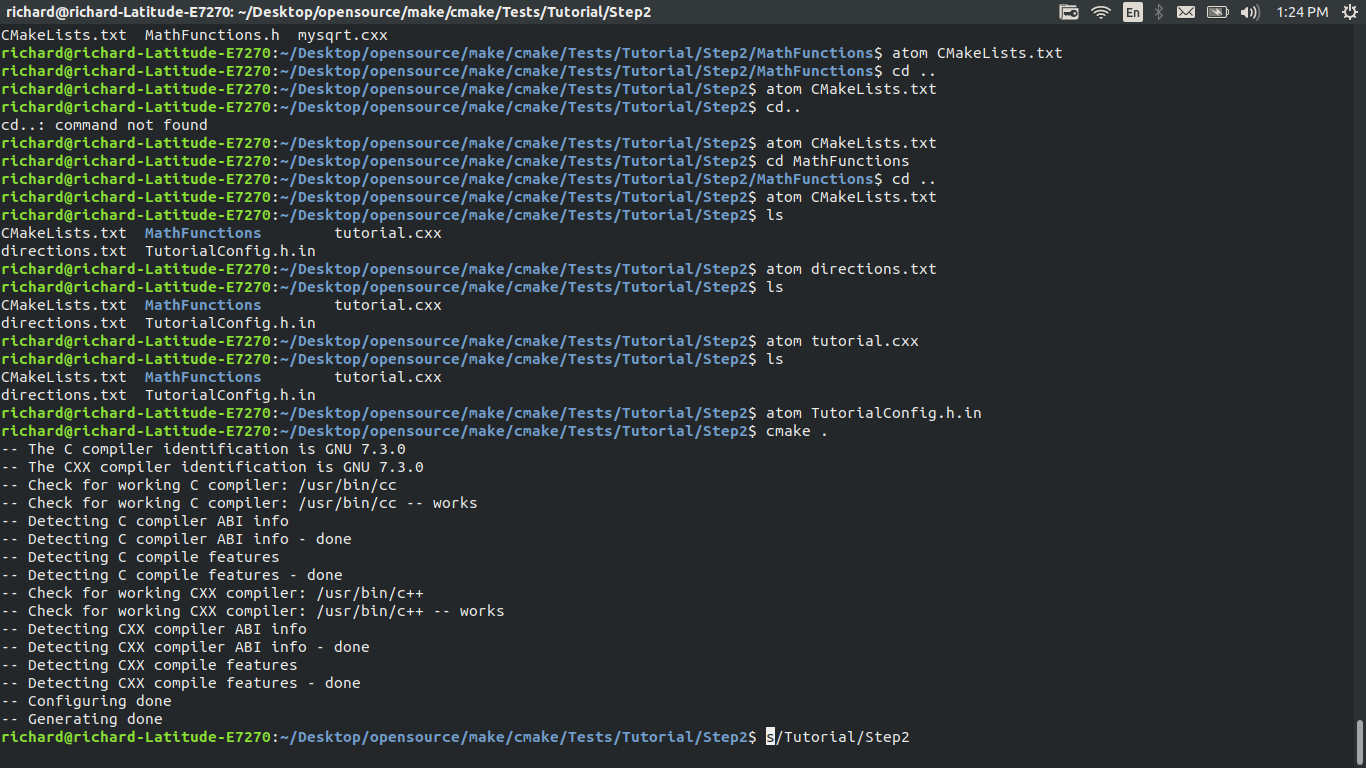 richard@richard-Latitude-E7270: ~/Desktop/opensource/make/cmake/Tests/Tutorial/Step2 En 1:24 PM
CMakeLists.txt  MathFunctions.h  mysqrt.cxx
richard@richard-Latitude-E7270:~/Desktop/opensource/make/cmake/Tests/Tutorial/Step2/MathFunctions$ atom CMakeLists.txt
richard@richard-Latitude-E7270:~/Desktop/opensource/make/cmake/Tests/Tutorial/Step2/MathFunctions$ cd ..
richard@richard-Latitude-E7270:~/Desktop/opensource/make/cmake/Tests/Tutorial/Step2$ atom CMakeLists.txt
richard@richard-Latitude-E7270:~/Desktop/opensource/make/cmake/Tests/Tutorial/Step2$ cd..
cd..: command not found
richard@richard-Latitude-E7270:~/Desktop/opensource/make/cmake/Tests/Tutorial/Step2$ atom CMakeLists.txt
richard@richard-Latitude-E7270:~/Desktop/opensource/make/cmake/Tests/Tutorial/Step2$ cd MathFunctions
richard@richard-Latitude-E7270:~/Desktop/opensource/make/cmake/Tests/Tutorial/Step2/MathFunctions$ cd ..
richard@richard-Latitude-E7270:~/Desktop/opensource/make/cmake/Tests/Tutorial/Step2$ atom CMakeLists.txt
richard@richard-Latitude-E7270:~/Desktop/opensource/make/cmake/Tests/Tutorial/Step2$ ls
CMakeLists.txt  MathFunctions        tutorial.cxx
directions.txt  TutorialConfig.h.in
richard@richard-Latitude-E7270:~/Desktop/opensource/make/cmake/Tests/Tutorial/Step2$ atom directions.txt
richard@richard-Latitude-E7270:~/Desktop/opensource/make/cmake/Tests/Tutorial/Step2$ ls
CMakeLists.txt  MathFunctions        tutorial.cxx
directions.txt  TutorialConfig.h.in
richard@richard-Latitude-E7270:~/Desktop/opensource/make/cmake/Tests/Tutorial/Step2$ atom tutorial.cxx
richard@richard-Latitude-E7270:~/Desktop/opensource/make/cmake/Tests/Tutorial/Step2$ ls
CMakeLists.txt  MathFunctions        tutorial.cxx
directions.txt  TutorialConfig.h.in
richard@richard-Latitude-E7270:~/Desktop/opensource/make/cmake/Tests/Tutorial/Step2$ atom TutorialConfig.h.in
richard@richard-Latitude-E7270:~/Desktop/opensource/make/cmake/Tests/Tutorial/Step2$ cmake .
-- The C compiler identification is GNU 7.3.0
-- The CXX compiler identification is GNU 7.3.0
-- Check for working C compiler: /usr/bin/cc
-- Check for working C compiler: /usr/bin/cc -- works
-- Detecting C compiler ABI info
-- Detecting C compiler ABI info - done
-- Detecting C compile features
-- Detecting C compile features - done
-- Check for working CXX compiler: /usr/bin/c++
-- Check for working CXX compiler: /usr/bin/c++ -- works
-- Detecting CXX compiler ABI info
-- Detecting CXX compiler ABI info - done
-- Detecting CXX compile features
-- Detecting CXX compile features - done
-- Configuring done
-- Generating done
richard@richard-Latitude-E7270:~/Desktop/opensource/make/cmake/Tests/Tutorial/Step2$ s/Tutorial/Step2